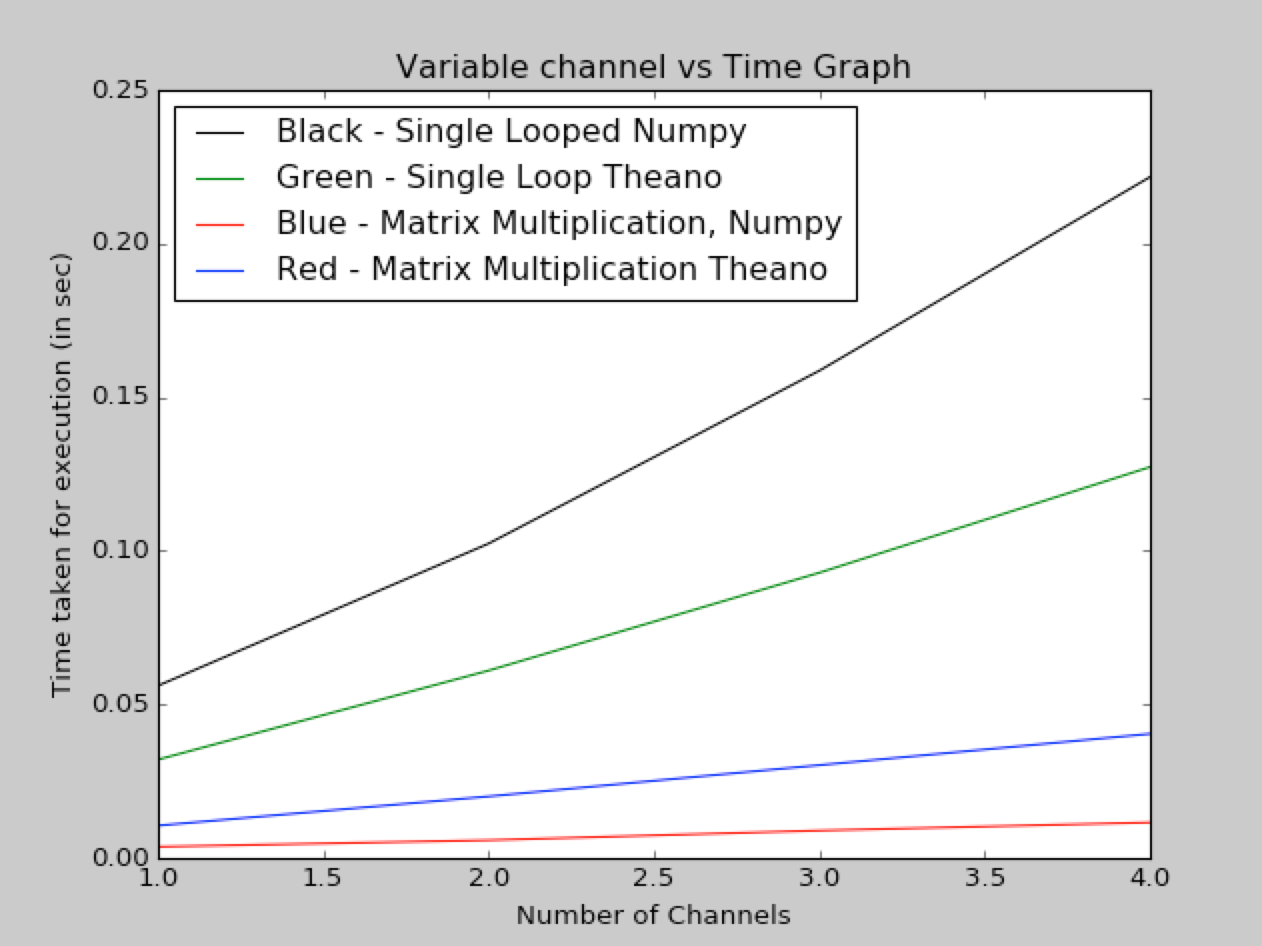 Variable channel vs Time Graph
0.25
Black - Single Looped Numpy
Green - Single Loop Theano
Blue - Matrix Multiplication, Numpy
Red - Matrix Multiplication Theano
0.20
0.15
0.10
0.05
0.00
Time taken for execution (in sec)
1.0 1.5 2.0 2.5 3.0 3.5 4.0
Number of Channels